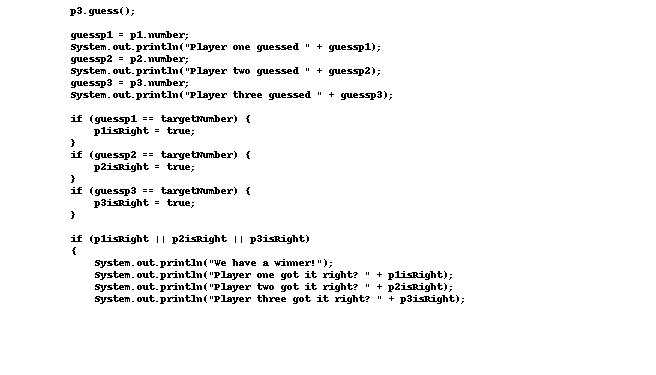 p3.guess();

guessp1 = p1.number;
System.out.println("Player one guessed " + guessp1);
guessp2 = p2.number;
System.out.println("Player two guessed " + guessp2);
guessp3 = p3.number;
System.out.println("Player three guessed " + guessp3);

if (guessp1 == targetNumber) {
    p1isRight = true;
}
if (guessp2 == targetNumber) {
    p2isRight = true;
}
if (guessp3 == targetNumber) {
    p3isRight = true;
}

if (p1isRight || p2isRight || p3isRight)
{
    System.out.println("We have a winner!");
    System.out.println("Player one got it right? " + p1isRight);
    System.out.println("Player two got it right? " + p2isRight);
    System.out.println("Player three got it right? " + p3isRight);